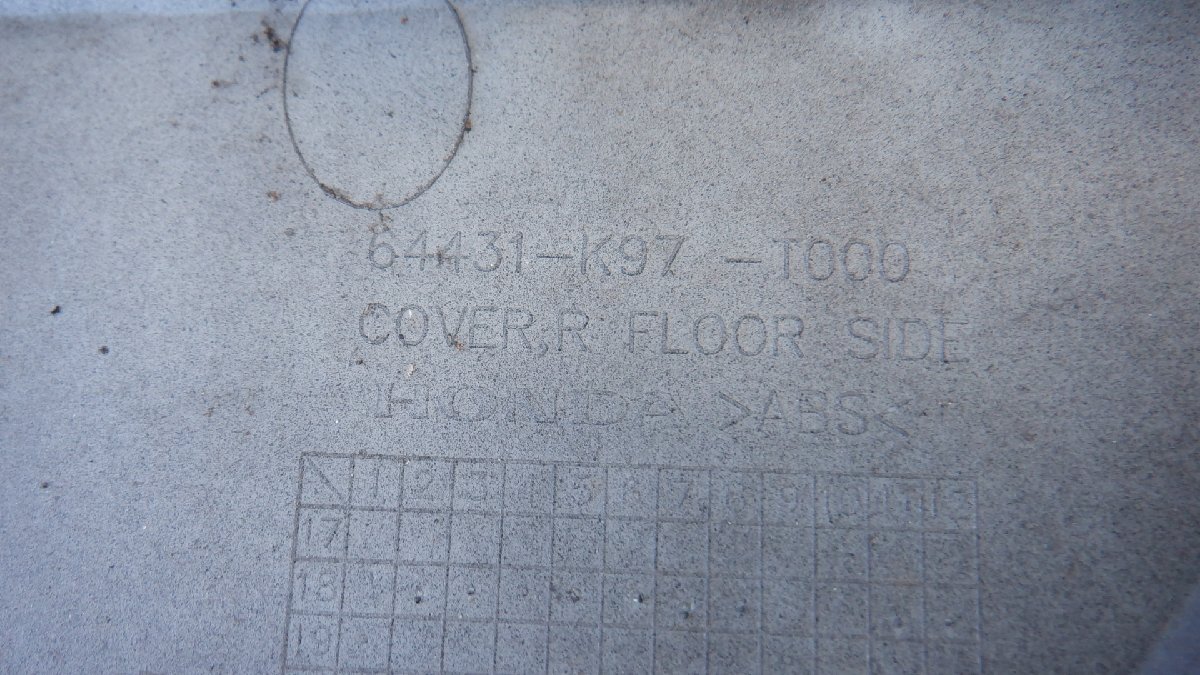 64431-K97 -T000
COVER,R FLOOR SIDE
HONDA >ABS<
1 2 3 4 5 6 7 8 9 10 11 12
17
18
19